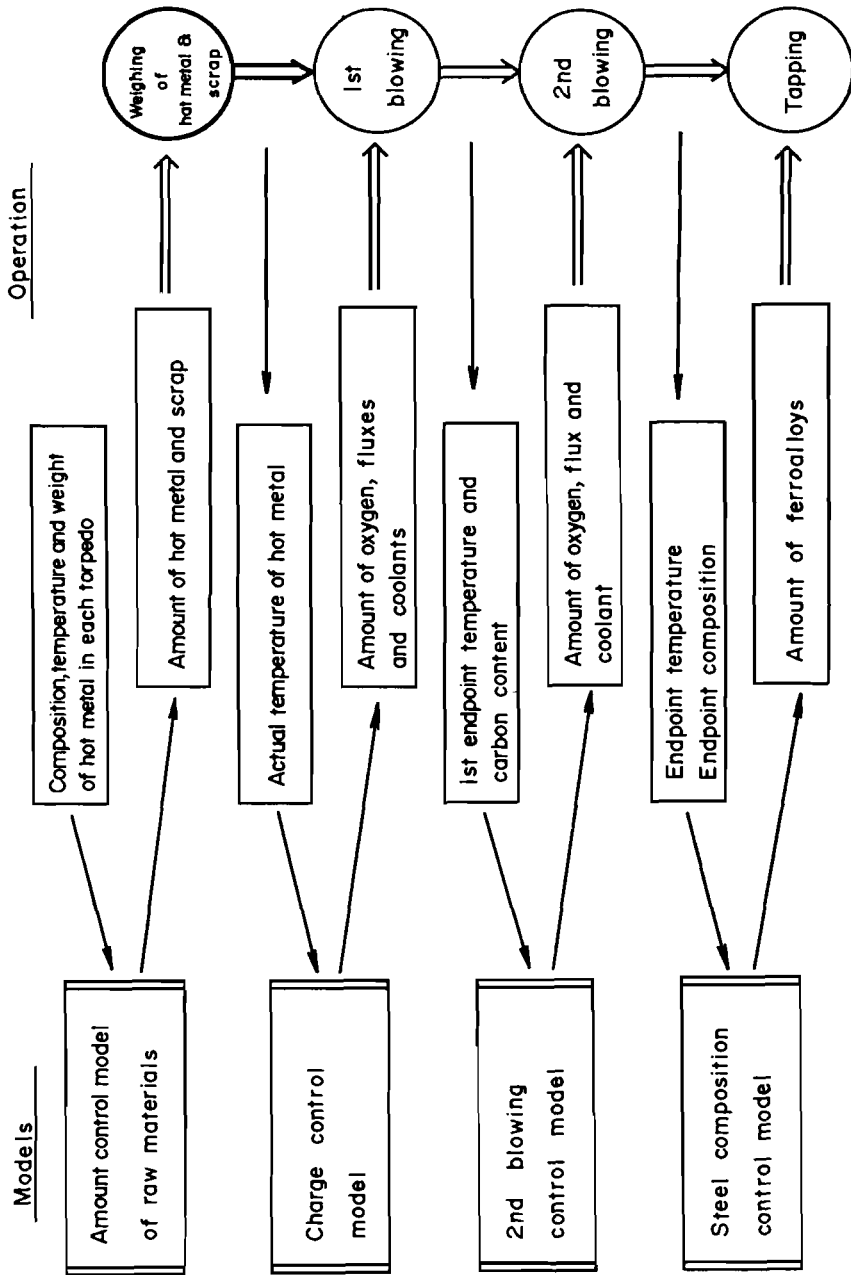 Models
Operation
Composition, temperature and weight
of hot metal in each torpedo
Amount control model
of raw materials
Amount of hot metal and scrap
Weighing
of
hot metal &
scrap
Actual temperature of hot metal
Charge control
model
Amount of oxygen, fluxes
and coolants
1st
blowing
1st endpoint temperature and
carbon content
2nd blowing
control model
Amount of oxygen, flux and
coolant
2nd
blowing
Endpoint temperature
Endpoint composition
Steel composition
control model
Amount of ferroalloys
Tapping